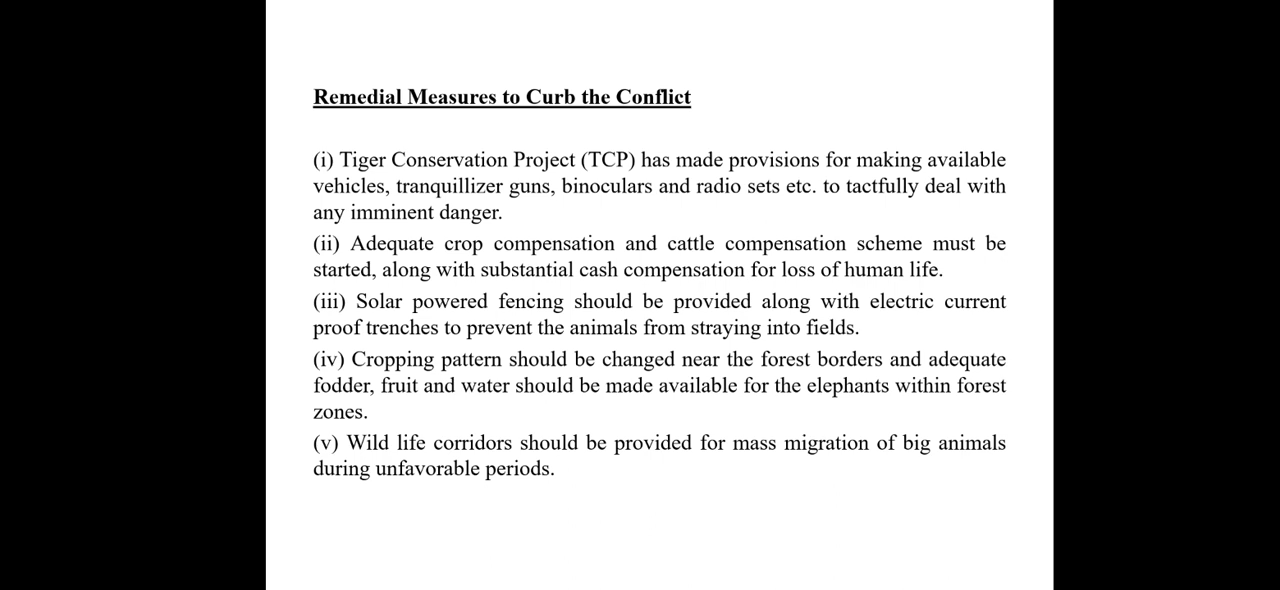 Remedial Measures to Curb the Conflict
(i) Tiger Conservation Project (TCP) has made provisions for making available
vehicles, tranquillizer guns, binoculars and radio sets etc. to tactfully deal with
any imminent danger.
(ii) Adequate crop compensation and cattle compensation scheme must be
started, along with substantial cash compensation for loss of human life.
(iii) Solar powered fencing should be provided along with electric current
proof trenches to prevent the animals from straying into fields.
(iv) Cropping pattern should be changed near the forest borders and adequate
fodder, fruit and water should be made available for the elephants within forest
zones.
(v) Wild life corridors should be provided for mass migration of big animals
during unfavorable periods.